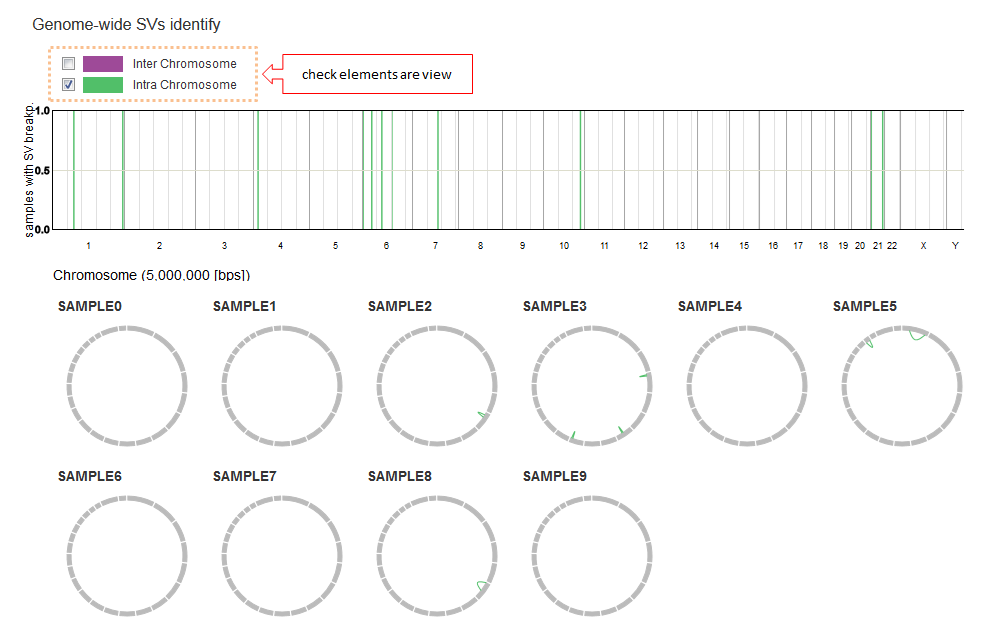 Genome-wide SVs identify
Inter Chromosome
Intra Chromosome
check elements are view
samples with SV breakp.
1.0
0.5
0.0
1 2 3 4 5 6 7 8 9 10 11 12 13 14 15 16 17 18 19 20 21 22 X Y
Chromosome (5,000,000 [bps])
SAMPLE0 SAMPLE1 SAMPLE2 SAMPLE3 SAMPLE4 SAMPLE5
SAMPLE6 SAMPLE7 SAMPLE8 SAMPLE9